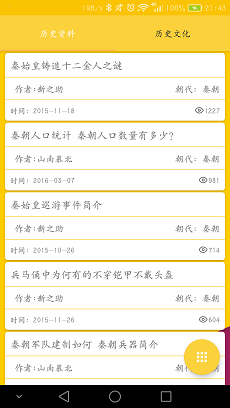 198/s 100% 21:43
历史资料 历史文化
秦始皇铸造十二金人之谜
作者:新之助 朝代: 秦朝
时间: 2015-11-18 1227
秦朝人口统计 秦朝人口数量有多少?
作者:山南慕北 朝代: 秦朝
时间: 2016-03-07 981
秦始皇巡游事件简介
作者:新之助 朝代: 秦朝
时间: 2015-10-26 714
兵马俑中为何有的不穿铠甲不戴头盔
作者:新之助 朝代: 秦朝
时间: 2015-11-26 604
秦朝军队建制如何 秦朝兵器简介
作者:山南慕北 朝代: 秦朝